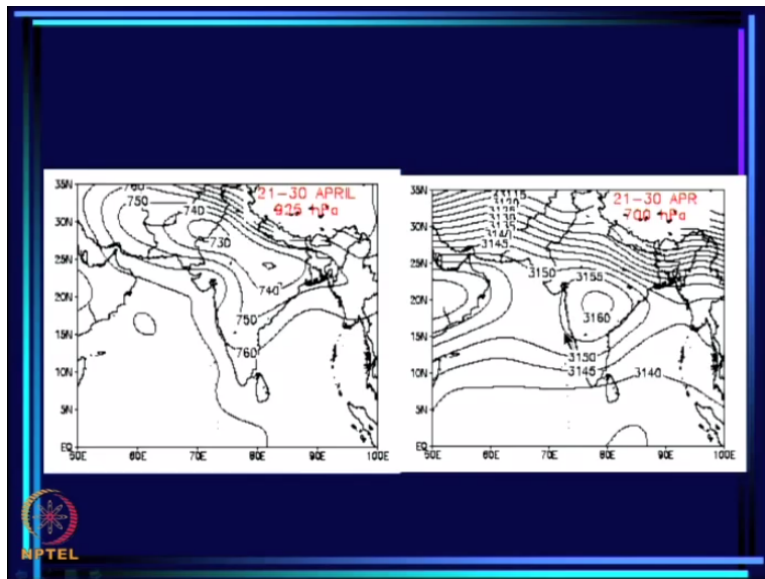 35N
30N
25N
20N
15N
10N
5N
EQ
50E
60E
70E
80E
90E
100E
21-30 APRIL
925 hPa
750
740
730
740
750
760
35N
30N
25N
20N
15N
10N
5N
EQ
50E
60E
70E
80E
90E
100E
21-30 APR
700 hPa
3115
3120
3130
3135
3140
3145
3150
3155
3160
3150
3145
3140
NPTEL